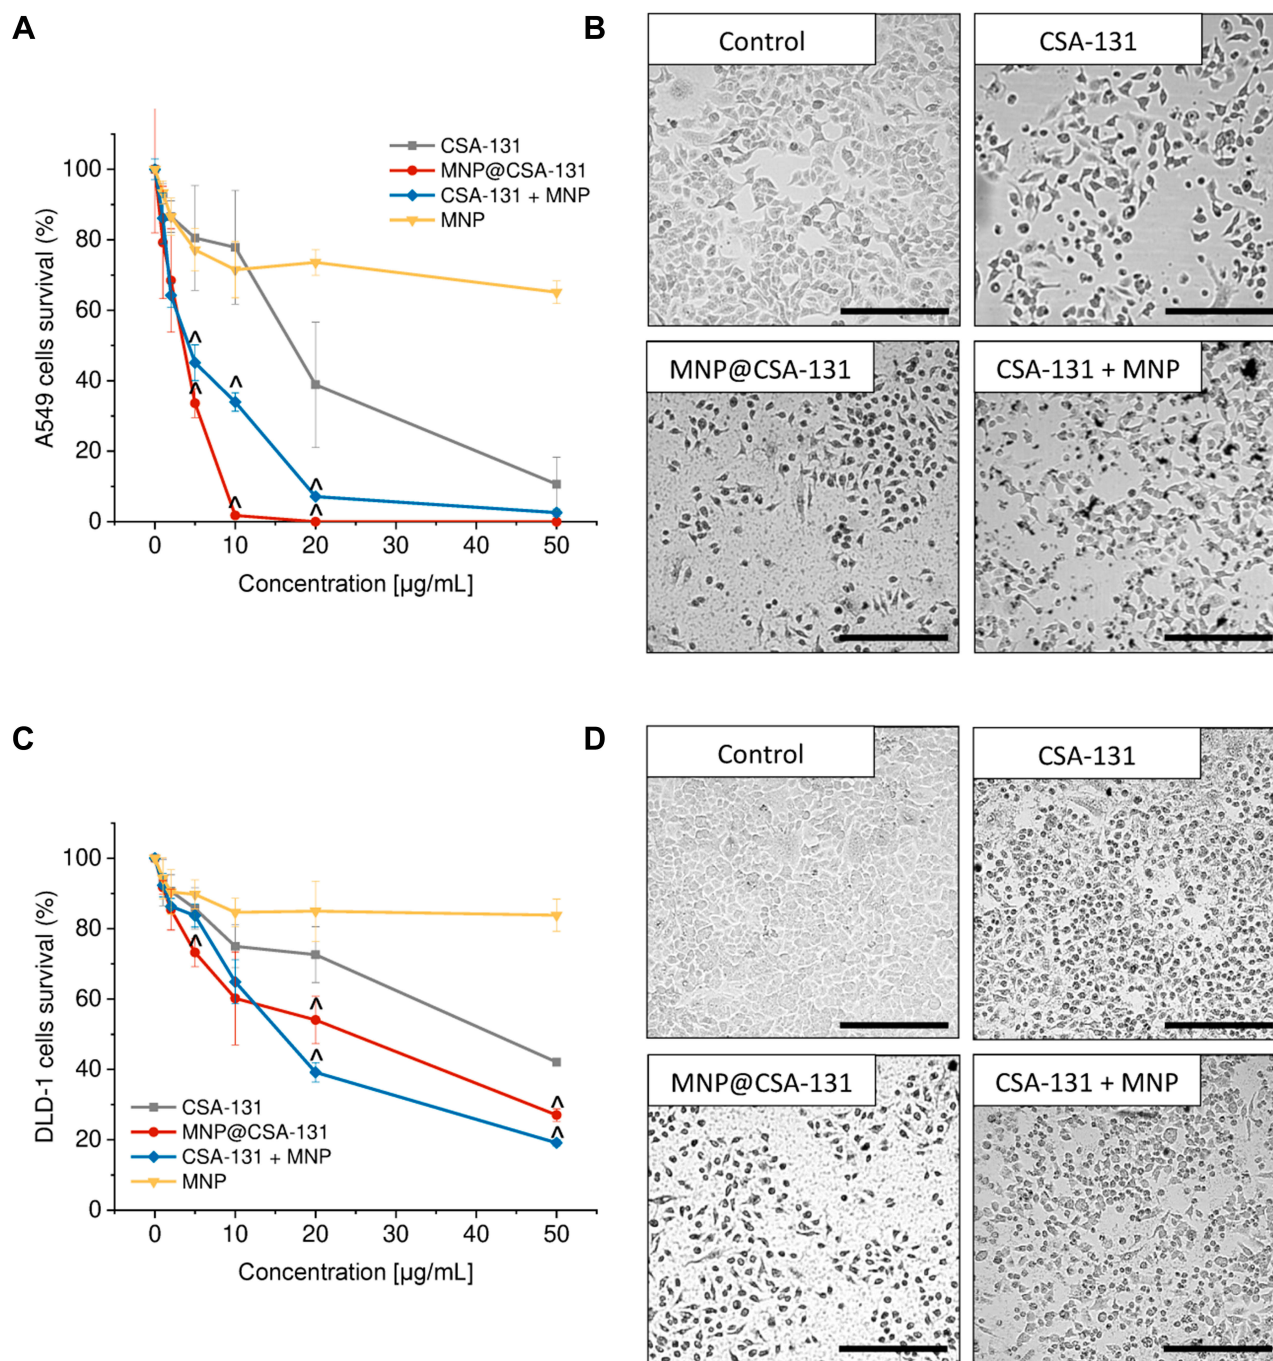 A
A549 cells survival (%)
100
80
60
40
20
0
CSA-131
MNP@CSA-131
CSA-131 + MNP
MNP
^
^
^
^
^
^
0 10 20 30 40 50
Concentration [µg/mL]
B
Control
CSA-131
MNP@CSA-131
CSA-131 + MNP
C
DLD-1 cells survival (%)
100
80
60
40
20
0
^
^
^
^
^
CSA-131
MNP@CSA-131
CSA-131 + MNP
MNP
0 10 20 30 40 50
Concentration [µg/mL]
D
Control
CSA-131
MNP@CSA-131
CSA-131 + MNP